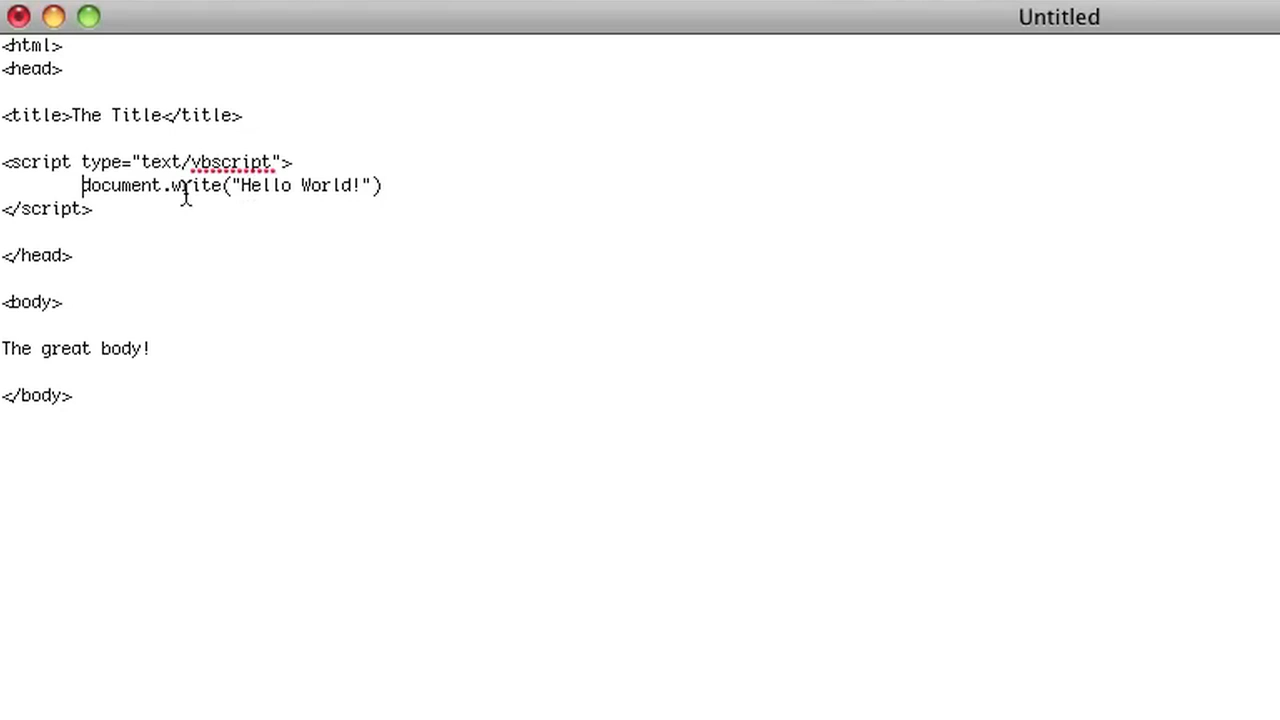 Untitled
<html>
<head>
<title>The Title</title>
<script type="text/vbscript">
document.write("Hello World!")
</script>
</head>
<body>
The great body!
</body>